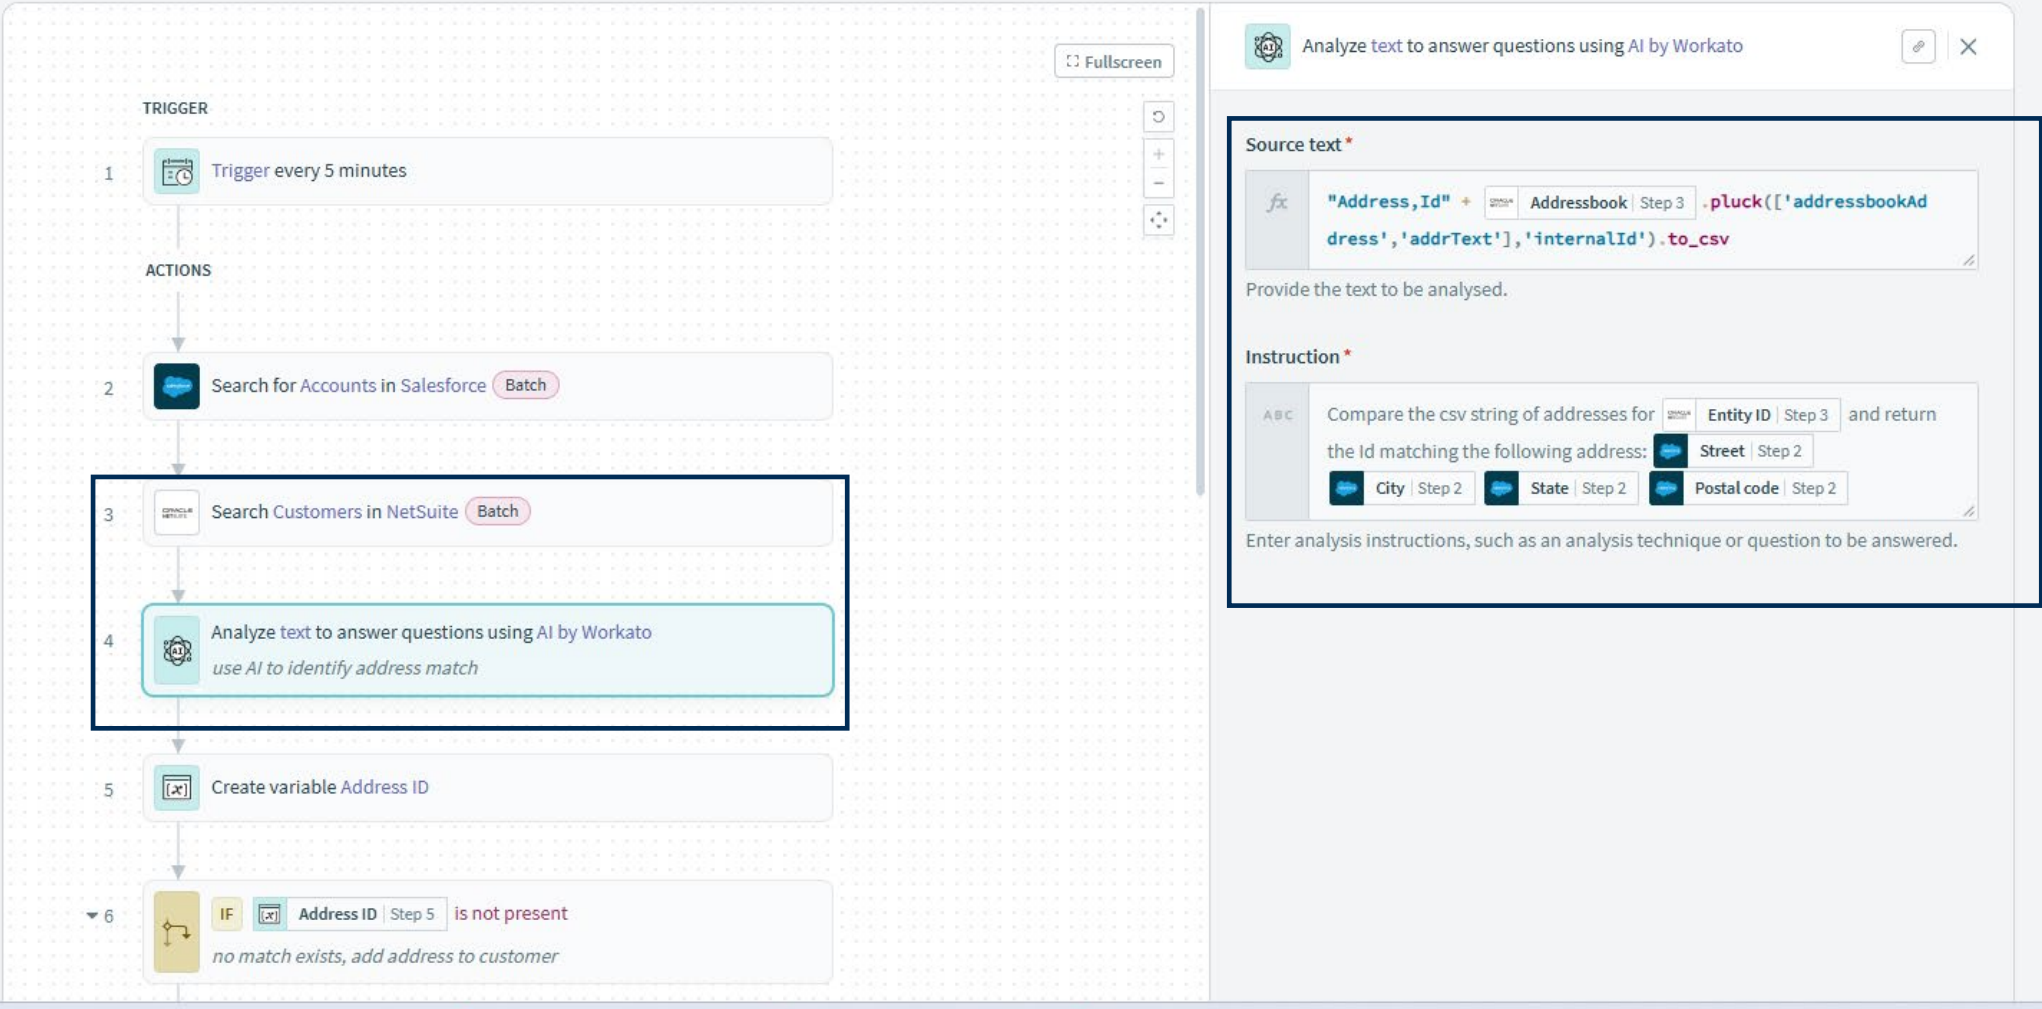 Fullscreen
TRIGGER
1
Trigger every 5 minutes
ACTIONS
2
Search for Accounts in Salesforce Batch
3
ORACLE
NETSUITE
Search Customers in NetSuite Batch
4
AI
Analyze text to answer questions using AI by Workato
use AI to identify address match
5
[x]
Create variable Address ID
6
IF [x] Address ID Step 5 is not present
no match exists, add address to customer
AI
Analyze text to answer questions using AI by Workato
Source text *
fx
"Address,Id" + Addressbook Step 3 .pluck(['addressbookAd
dress','addrText'],'internalId').to_csv
Provide the text to be analysed.
Instruction *
ABC
Compare the csv string of addresses for Entity ID Step 3 and return
the Id matching the following address: Street Step 2
City Step 2 State Step 2 Postal code Step 2
Enter analysis instructions, such as an analysis technique or question to be answered.